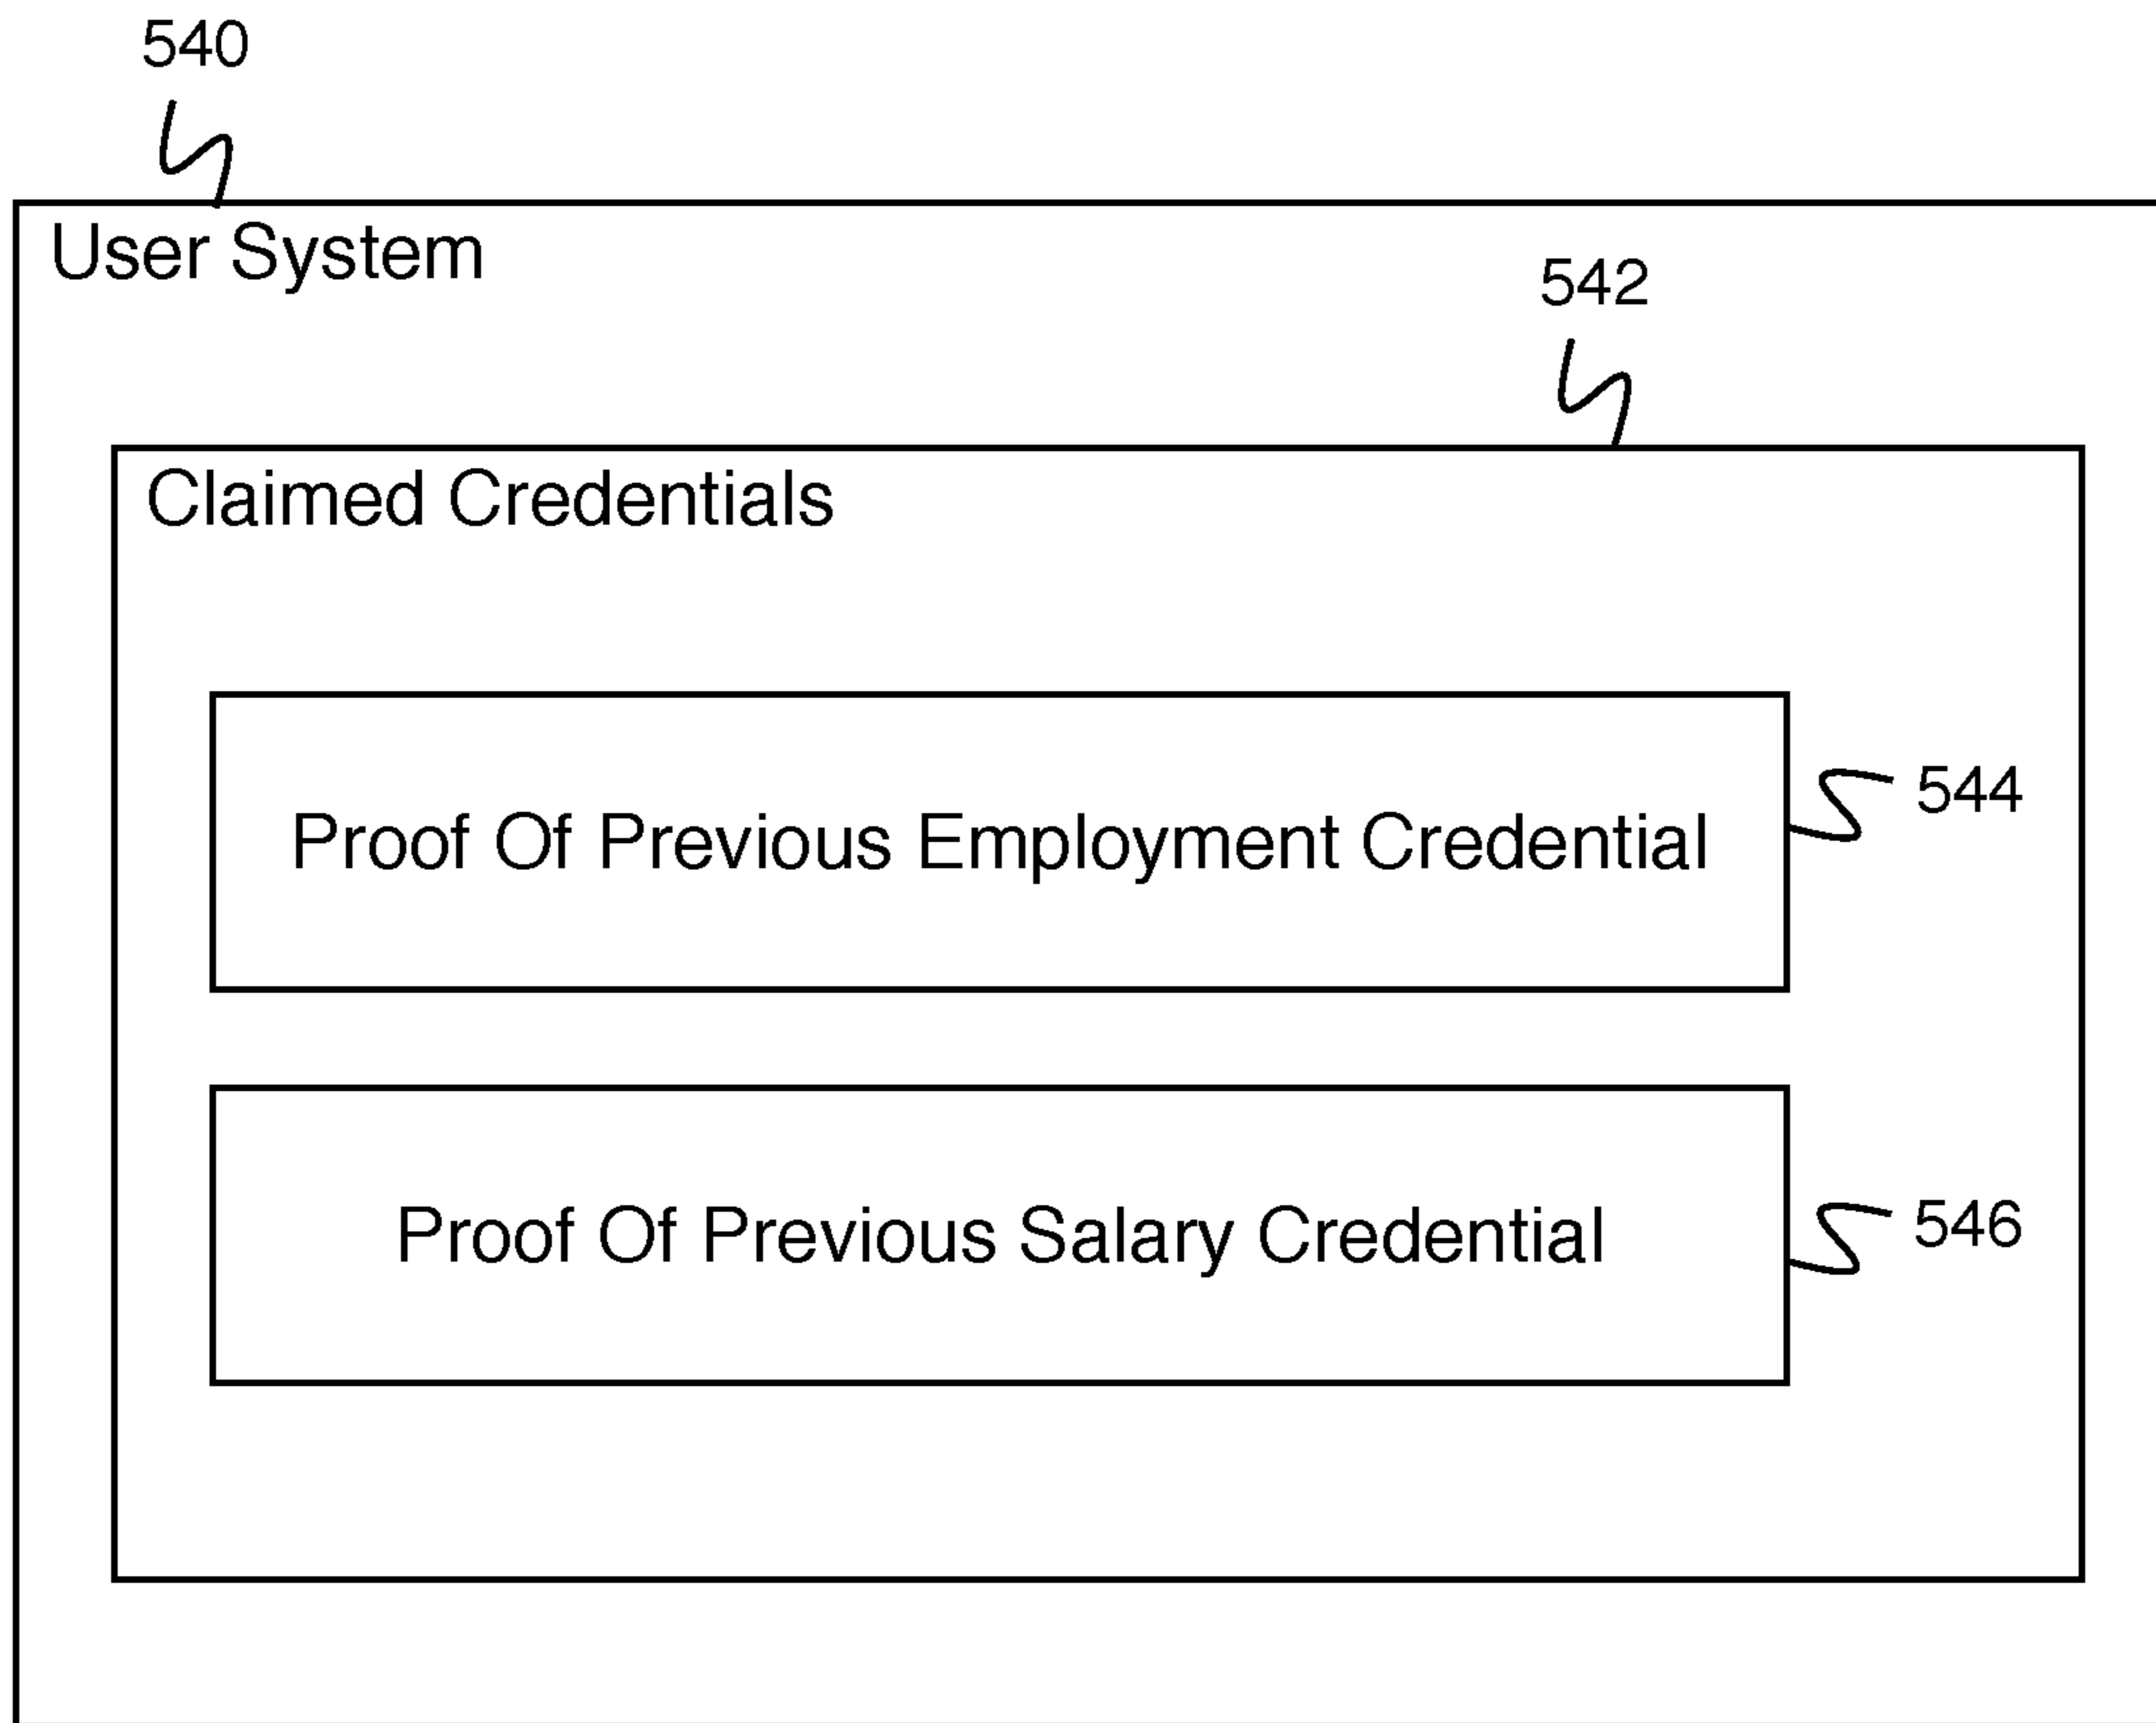 540
User System
542
Claimed Credentials
Proof Of Previous Employment Credential
544
Proof Of Previous Salary Credential
546